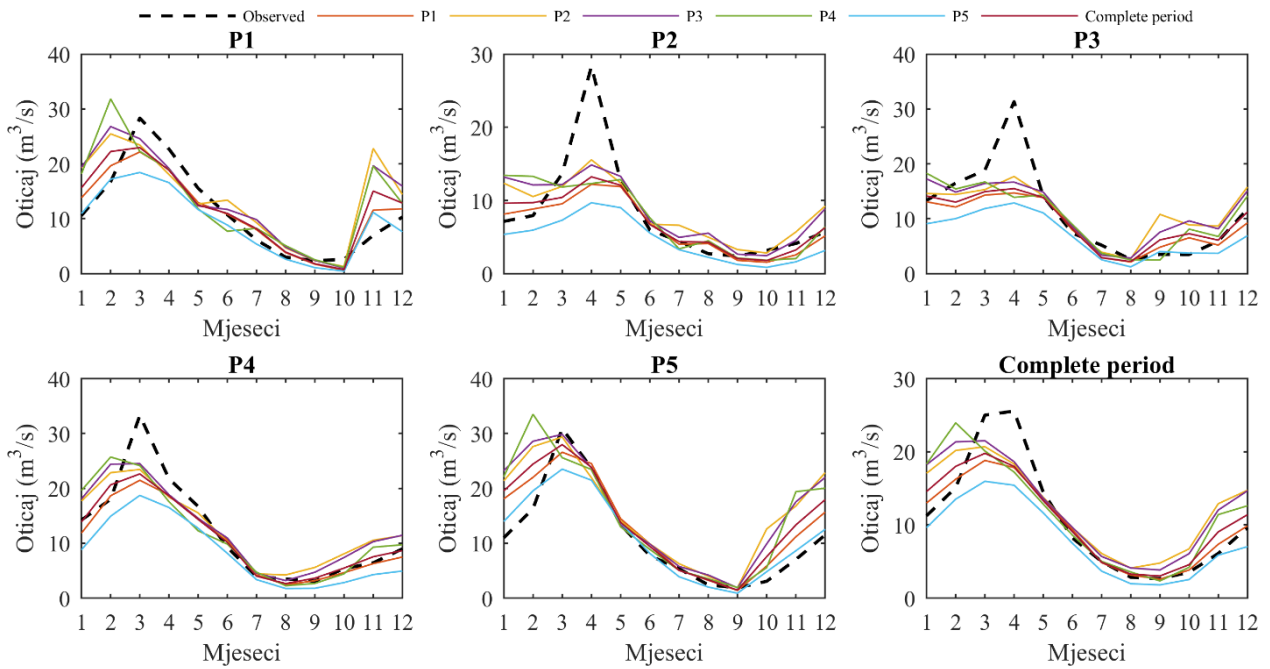 Observed P1 P2 P3 P4 P5 Complete period
P1 P2 P3
40 30 40
30 20 30
20 10 20
10 0 10
0 0
Oticaj (m³/s) Oticaj (m³/s) Oticaj (m³/s)
1 2 3 4 5 6 7 8 9 10 11 12 1 2 3 4 5 6 7 8 9 10 11 12 1 2 3 4 5 6 7 8 9 10 11 12
Mjeseci Mjeseci Mjeseci
P4 P5 Complete period
40 40 30
30 30 20
20 20 10
10 10 0
0 0
Oticaj (m³/s) Oticaj (m³/s) Oticaj (m³/s)
1 2 3 4 5 6 7 8 9 10 11 12 1 2 3 4 5 6 7 8 9 10 11 12 1 2 3 4 5 6 7 8 9 10 11 12
Mjeseci Mjeseci Mjeseci